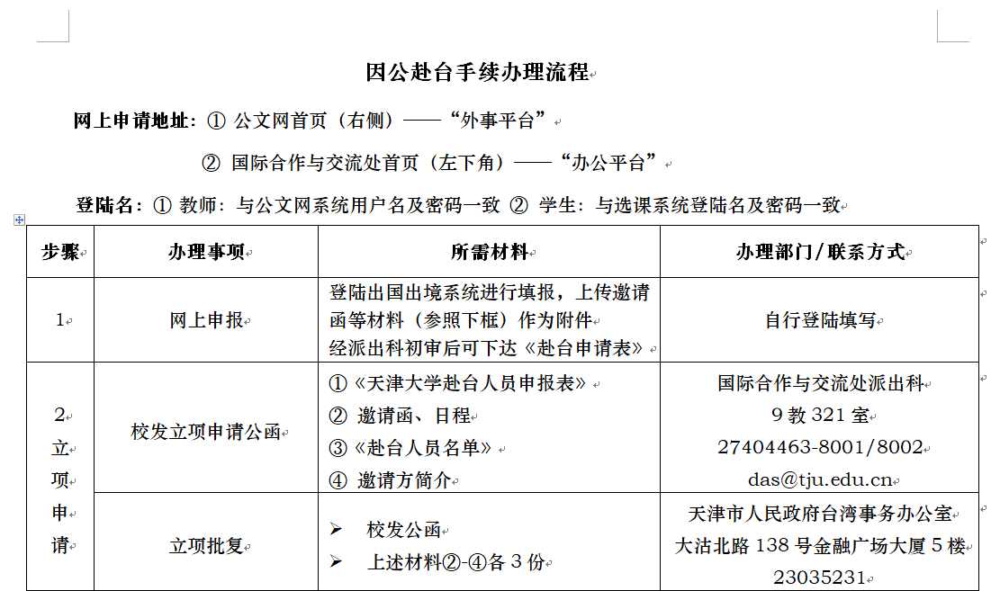 因公赴台手续办理流程
网上申请地址：① 公文网首页（右侧）——“外事平台”
② 国际合作与交流处首页（左下角）——“办公平台”
登陆名：① 教师：与公文网系统用户名及密码一致 ② 学生：与选课系统登陆名及密码一致
步骤 办理事项 所需材料 办理部门/联系方式
1 网上申报
登陆出国出境系统进行填报，上传邀请
函等材料（参照下框）作为附件
经派出科初审后可下达《赴台申请表》
自行登陆填写
2
立
项
申
请
校发立项申请公函
①《天津大学赴台人员申报表》
② 邀请函、日程
③《赴台人员名单》
④ 邀请方简介
国际合作与交流处派出科
9 教 321 室
27404463-8001/8002
das@tju.edu.cn
立项批复
➢ 校发公函
➢ 上述材料②-④各 3 份
天津市人民政府台湾事务办公室
大沽北路 138 号金融广场大厦 5 楼
23035231